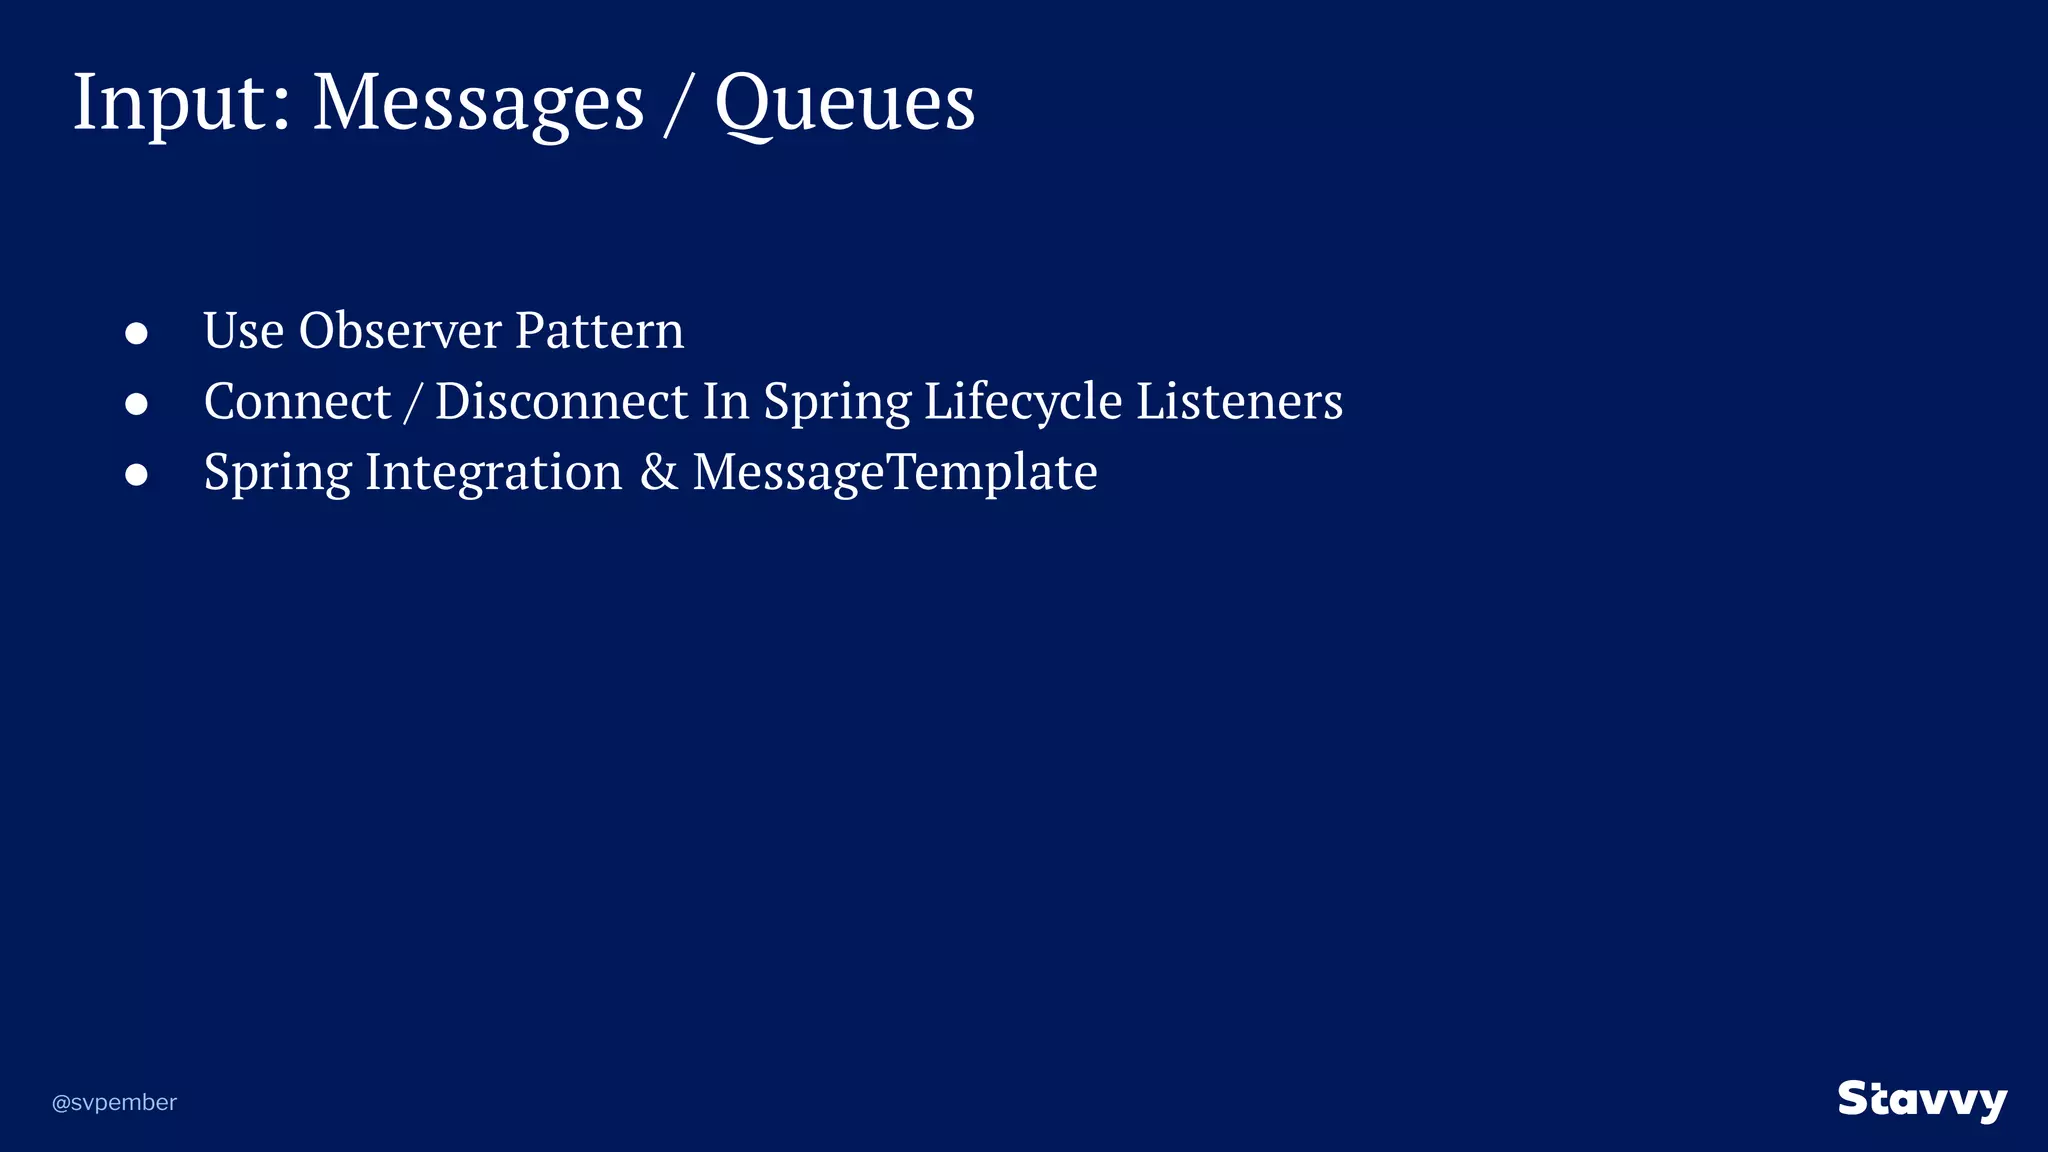 Input: Messages / Queues
● Use Observer Pattern
● Connect / Disconnect In Spring Lifecycle Listeners
● Spring Integration & MessageTemplate
@svpember
Stavvy